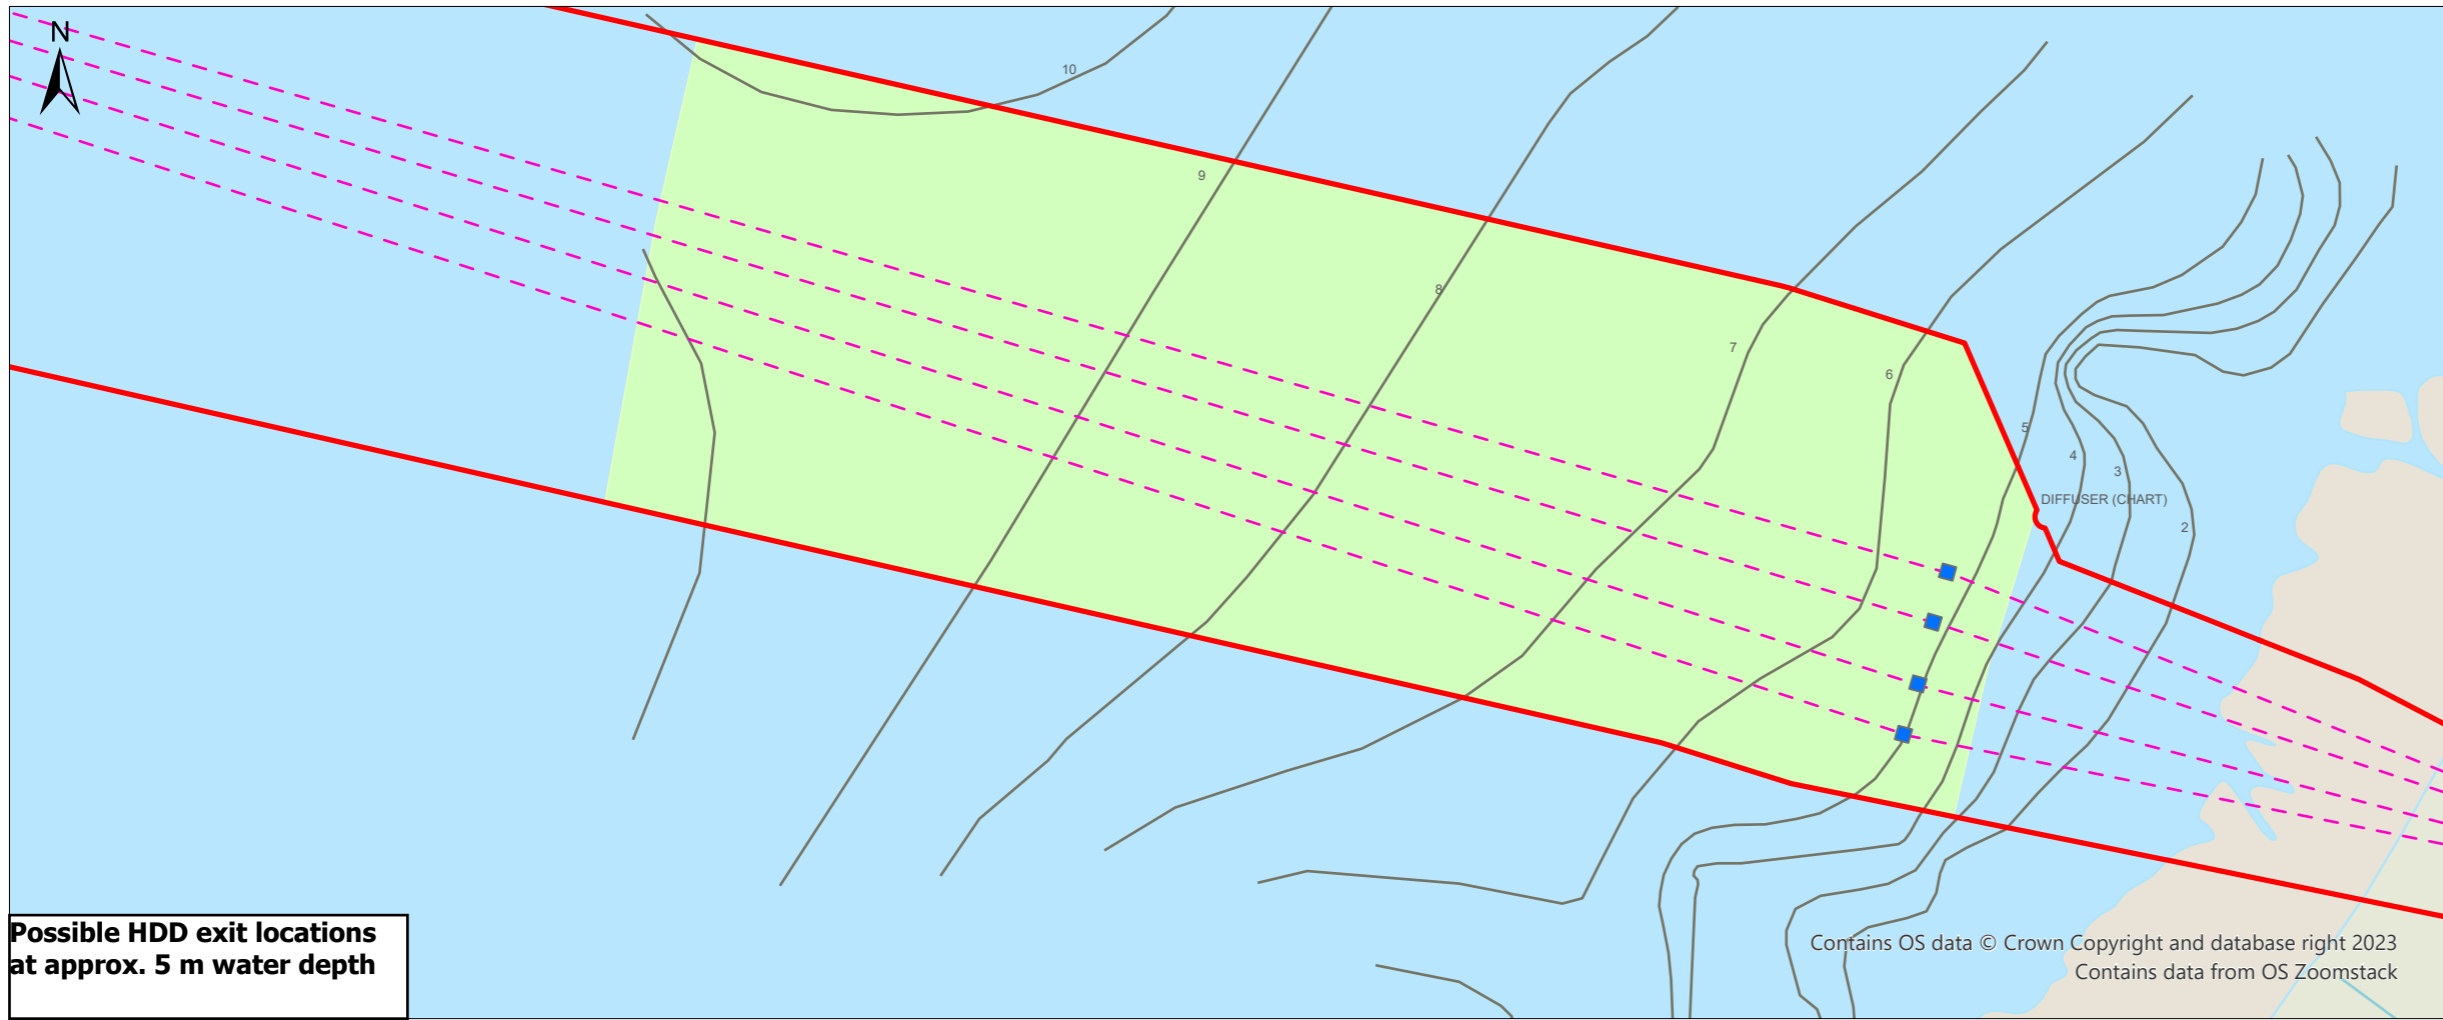 N
10
9
8
7
6
5
4
3
DIFFUSER (CHART)
2
Possible HDD exit locations
at approx. 5 m water depth
Contains OS data © Crown Copyright and database right 2023
Contains data from OS Zoomstack